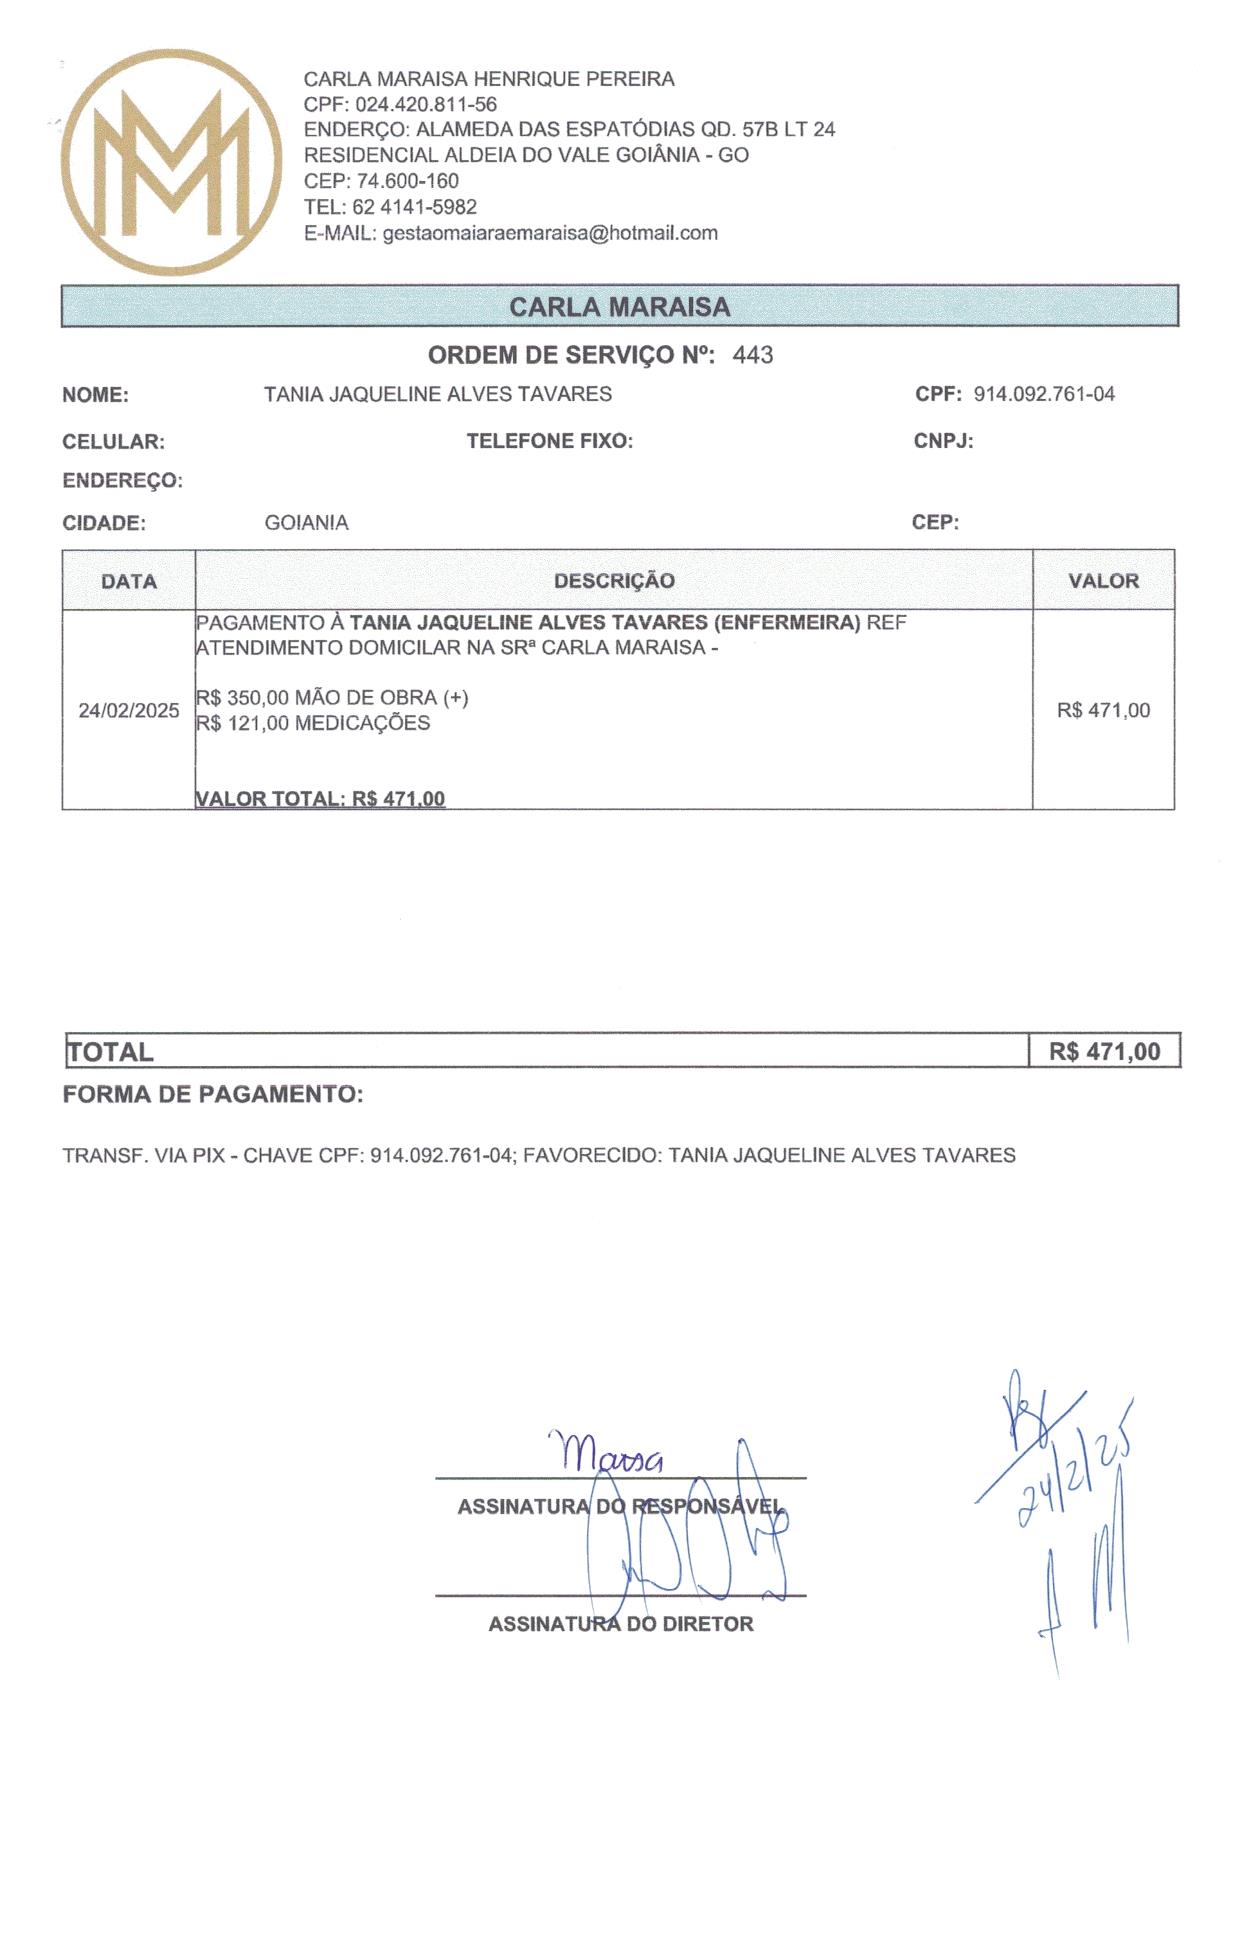 CARLA MARAISA HENRIQUE PEREIRA
CPF: 024.420.811-56
ENDERÇO: ALAMEDA DAS ESPATÓDIAS QD. 57B LT 24
RESIDENCIAL ALDEIA DO VALE GOIÂNIA - GO
CEP: 74.600-160
TEL: 62 4141-5982
E-MAIL: gestaomaiaraemaraisa@hotmail.com
CARLA MARAISA
ORDEM DE SERVIÇO Nº: 443
NOME: TANIA JAQUELINE ALVES TAVARES CPF: 914.092.761-04
CELULAR: TELEFONE FIXO: CNPJ:
ENDEREÇO:
CIDADE: GOIANIA CEP:
DATA DESCRIÇÃO VALOR
PAGAMENTO À TANIA JAQUELINE ALVES TAVARES (ENFERMEIRA) REF
ATENDIMENTO DOMICILAR NA SRª CARLA MARAISA -
R$ 350,00 MÃO DE OBRA (+)
24/02/2025 R$ 471,00
R$ 121,00 MEDICAÇÕES
VALOR TOTAL: R$ 471,00
TOTAL R$ 471,00
FORMA DE PAGAMENTO:
TRANSF. VIA PIX - CHAVE CPF: 914.092.761-04; FAVORECIDO: TANIA JAQUELINE ALVES TAVARES
24/2/25
ASSINATURA DO RESPONSÁVEL
ASSINATURA DO DIRETOR